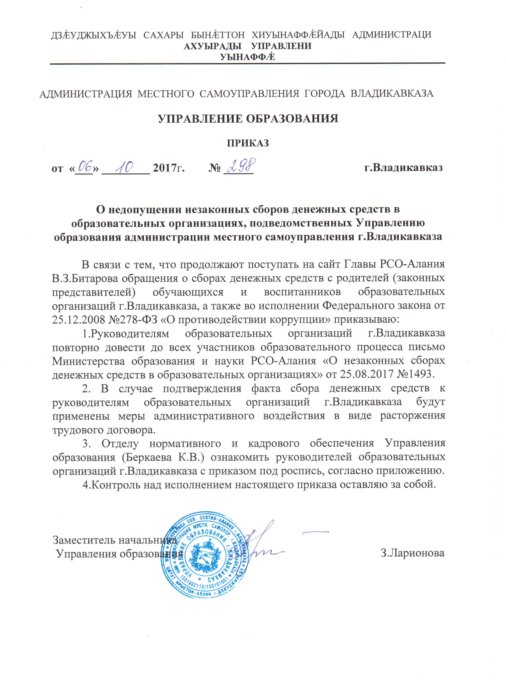 ДЗÆУДЖЫХЪÆУЫ САХАРЫ БЫНÆТТОН ХИУЫНАФФÆЙАДЫ АДМИНИСТРАЦИ
АХУЫРАДЫ УПРАВЛЕНИ
УЫНАФФÆ
АДМИНИСТРАЦИЯ МЕСТНОГО САМОУПРАВЛЕНИЯ ГОРОДА ВЛАДИКАВКАЗА
УПРАВЛЕНИЕ ОБРАЗОВАНИЯ
ПРИКАЗ
от «06» 10 2017г. № 298 г.Владикавказ
О недопущении незаконных сборов денежных средств в
образовательных организациях, подведомственных Управлению
образования администрации местного самоуправления г.Владикавказа
В связи с тем, что продолжают поступать на сайт Главы РСО-Алания
В.З.Битарова обращения о сборах денежных средств с родителей (законных
представителей) обучающихся и воспитанников образовательных
организаций г.Владикавказа, а также во исполнении Федерального закона от
25.12.2008 №278-ФЗ «О противодействии коррупции» приказываю:
1.Руководителям образовательных организаций г.Владикавказа
повторно довести до всех участников образовательного процесса письмо
Министерства образования и науки РСО-Алания «О незаконных сборах
денежных средств в образовательных организациях» от 25.08.2017 №1493.
2. В случае подтверждения факта сбора денежных средств к
руководителям образовательных организаций г.Владикавказа будут
применены меры административного воздействия в виде расторжения
трудового договора.
3. Отделу нормативного и кадрового обеспечения Управления
образования (Беркаева К.В.) ознакомить руководителей образовательных
организаций г.Владикавказа с приказом под роспись, согласно приложению.
4.Контроль над исполнением настоящего приказа оставляю за собой.
Заместитель начальника
Управления образования З.Ларионова